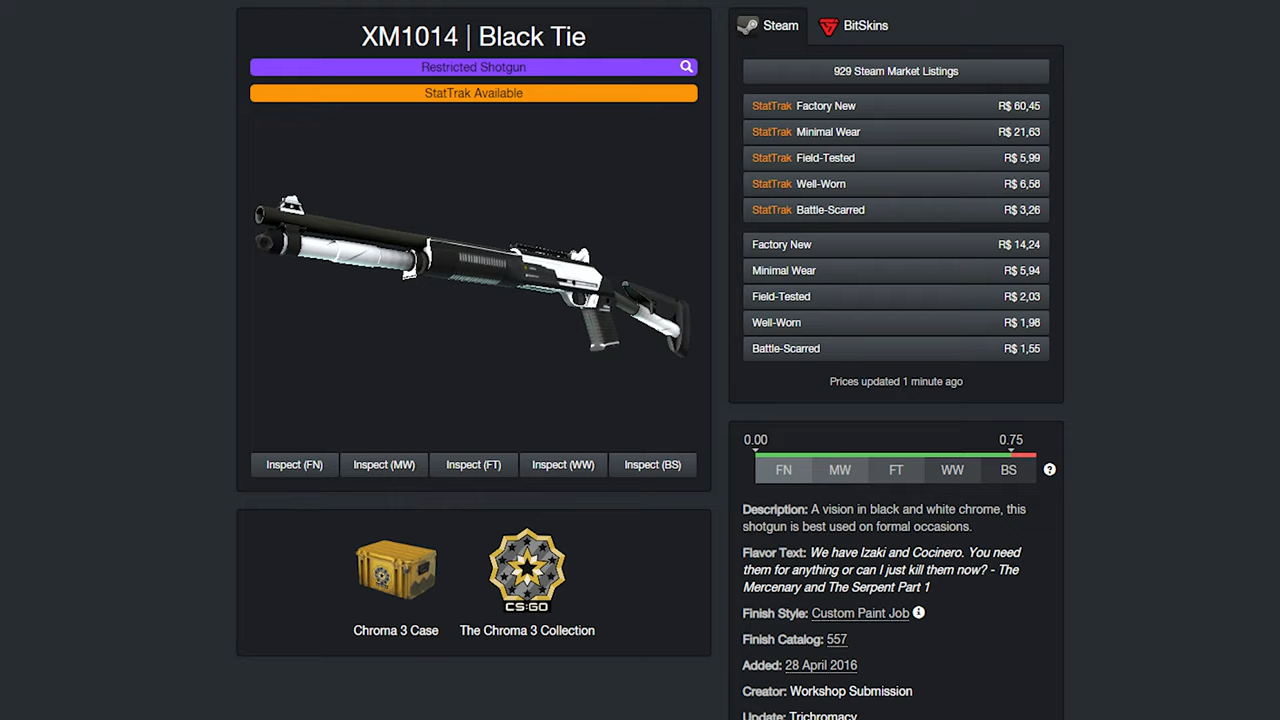 XM1014 | Black Tie
Restricted Shotgun
StatTrak Available
Inspect (FN)
Inspect (MW)
Inspect (FT)
Inspect (WW)
Inspect (BS)
CS:GO
Chroma 3 Case
The Chroma 3 Collection
Steam
BitSkins
929 Steam Market Listings
StatTrak Factory New R$ 60,45
StatTrak Minimal Wear R$ 21,63
StatTrak Field-Tested R$ 5,99
StatTrak Well-Worn R$ 6,58
StatTrak Battle-Scarred R$ 3,26
Factory New R$ 14,24
Minimal Wear R$ 5,94
Field-Tested R$ 2,03
Well-Worn R$ 1,98
Battle-Scarred R$ 1,55
Prices updated 1 minute ago
0.00 0.75
FN MW FT WW BS ?
Description: A vision in black and white chrome, this
shotgun is best used on formal occasions.
Flavor Text: We have Izaki and Cocinero. You need
them for anything or can I just kill them now? - The
Mercenary and The Serpent Part 1
Finish Style: Custom Paint Job
Finish Catalog: 557
Added: 28 April 2016
Creator: Workshop Submission
Update: Trichromacy